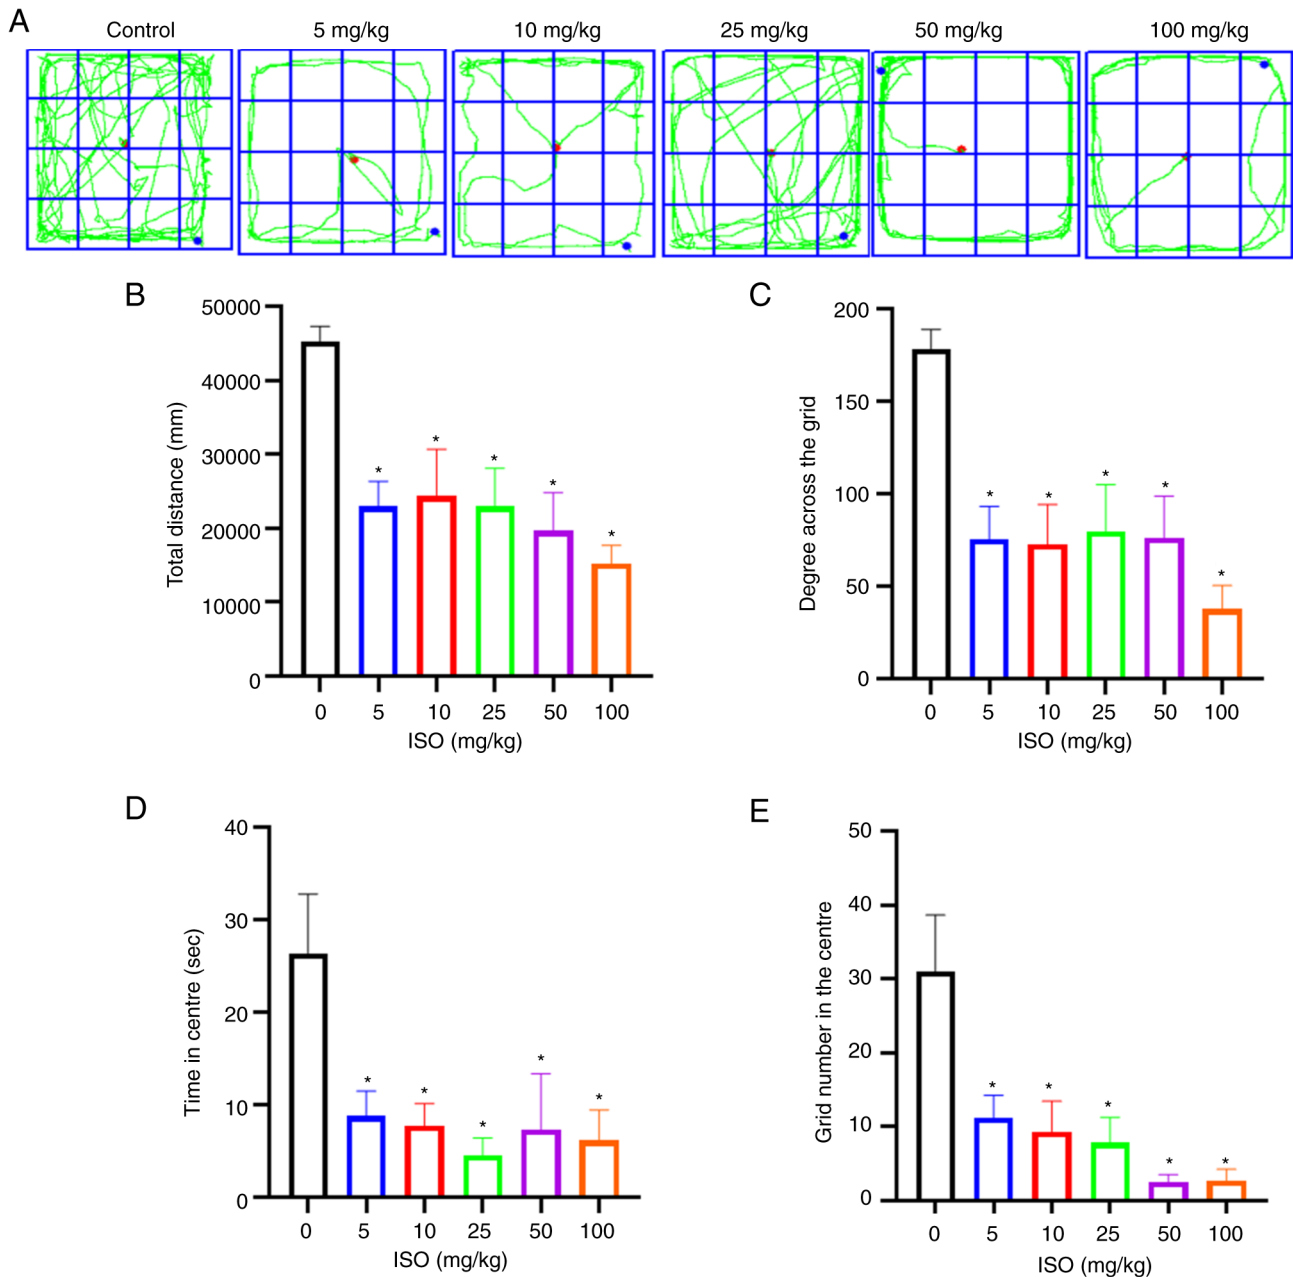 A
Control 5 mg/kg 10 mg/kg 25 mg/kg 50 mg/kg 100 mg/kg
B
50000
40000
30000
20000
10000
0
Total distance (mm)
* * * * *
0 5 10 25 50 100
ISO (mg/kg)
C
200
150
100
50
0
Degree across the grid
* * * * *
0 5 10 25 50 100
ISO (mg/kg)
D
40
30
20
10
0
Time in centre (sec)
* * * * *
0 5 10 25 50 100
ISO (mg/kg)
E
50
40
30
20
10
0
Grid number in the centre
* * * * *
0 5 10 25 50 100
ISO (mg/kg)